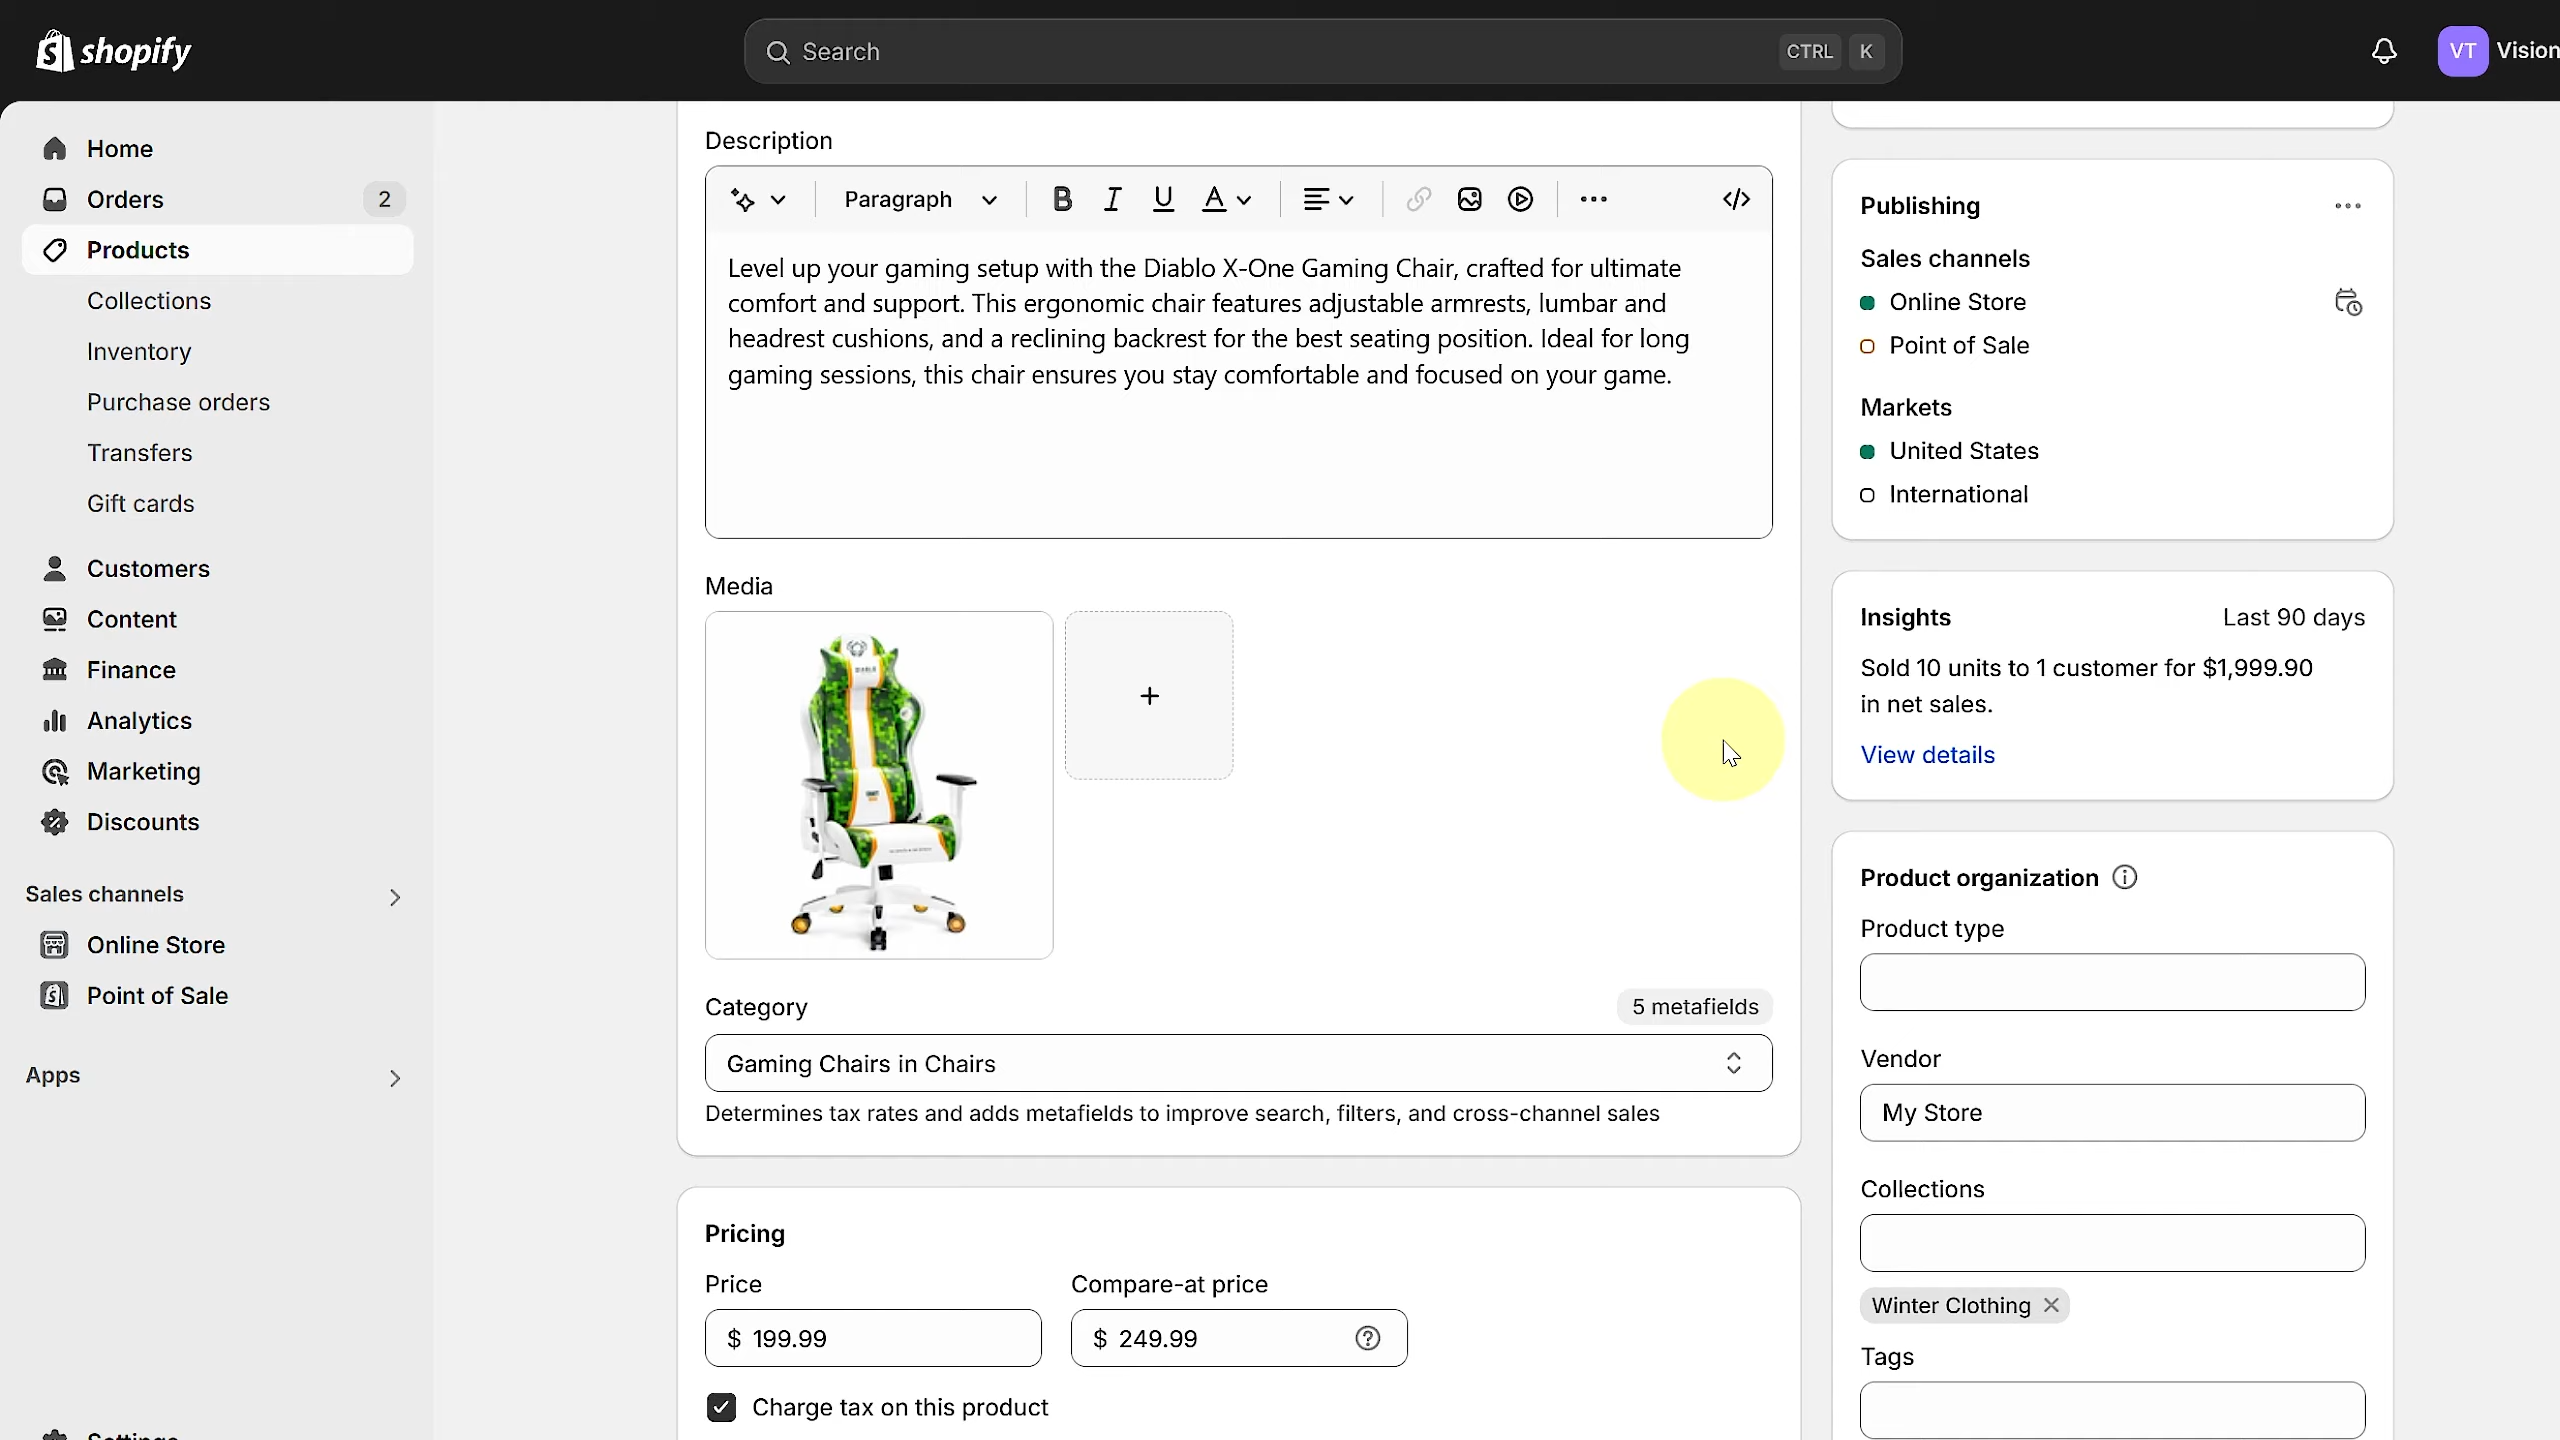 shopify
Search
CTRL K
VT Vision
Home
Orders 2
Products
Collections
Inventory
Purchase orders
Transfers
Gift cards
Customers
Content
Finance
Analytics
Marketing
Discounts
Sales channels
Online Store
Point of Sale
Apps
Description
Paragraph
Level up your gaming setup with the Diablo X-One Gaming Chair, crafted for ultimate
comfort and support. This ergonomic chair features adjustable armrests, lumbar and
headrest cushions, and a reclining backrest for the best seating position. Ideal for long
gaming sessions, this chair ensures you stay comfortable and focused on your game.
Media
Category
5 metafields
Gaming Chairs in Chairs
Determines tax rates and adds metafields to improve search, filters, and cross-channel sales
Pricing
Price
Compare-at price
$ 199.99
$ 249.99
Charge tax on this product
Publishing
Sales channels
Online Store
Point of Sale
Markets
United States
International
Insights
Last 90 days
Sold 10 units to 1 customer for $1,999.90
in net sales.
View details
Product organization
Product type
Vendor
My Store
Collections
Winter Clothing
Tags